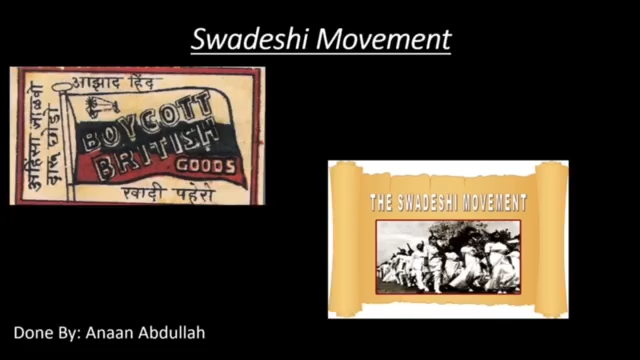 Swadeshi Movement
आझाद हिंद
BOYCOTT
BRITISH
GOODS
खादी पहेरो
THE SWADESHI MOVEMENT
Done By: Anaan Abdullah